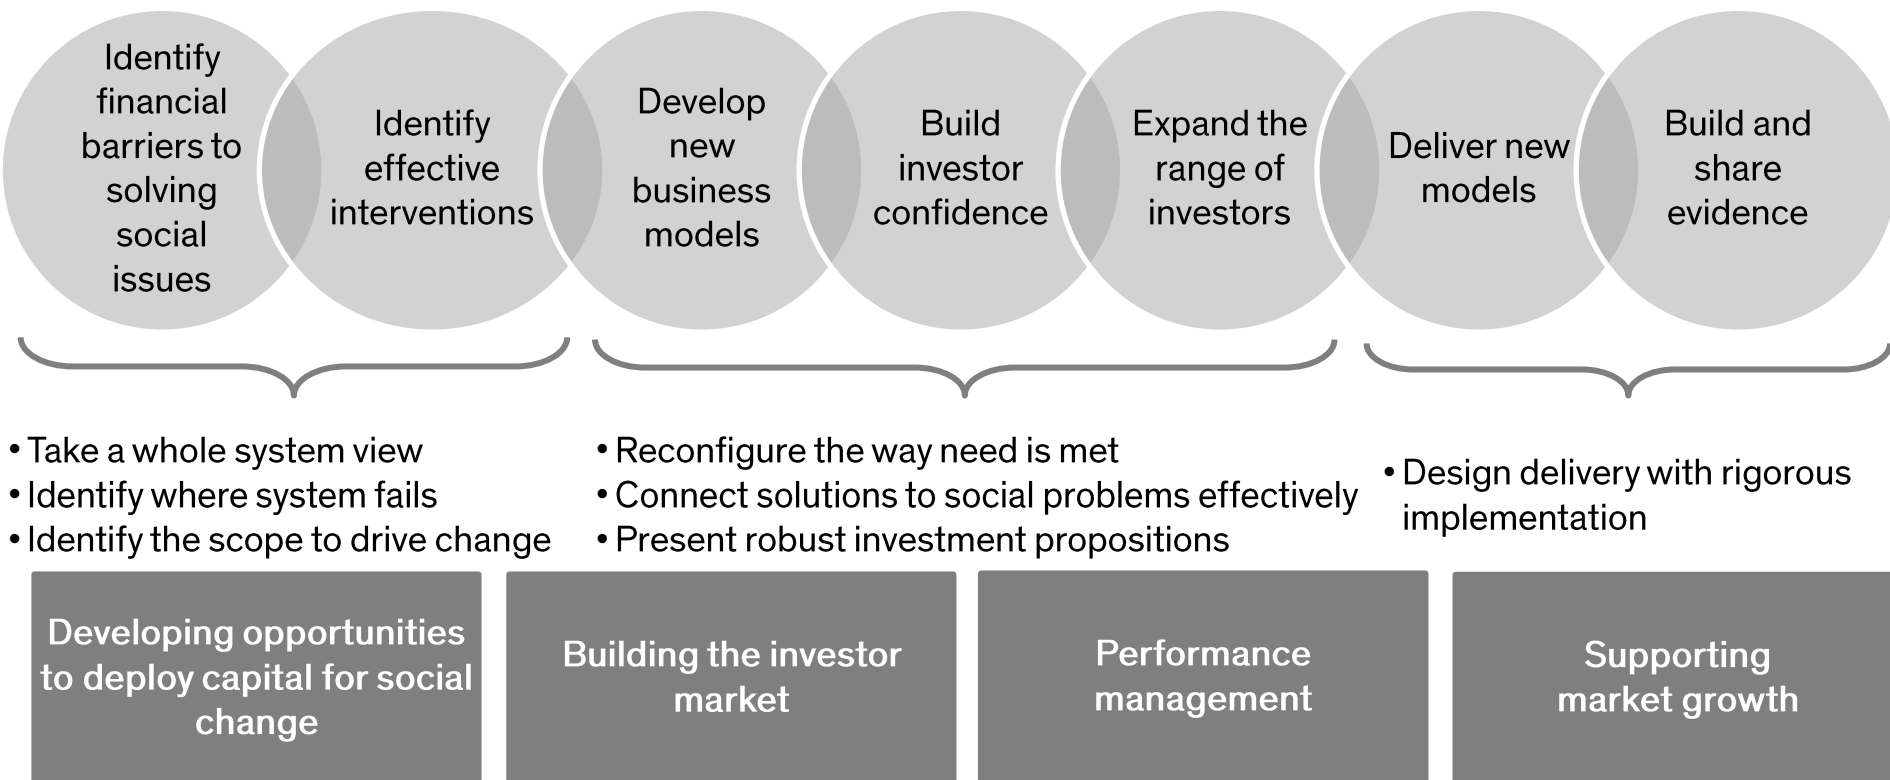 Identify
financial
barriers to
solving
social
issues
Identify
effective
interventions
Develop
new
business
models
Build
investor
confidence
Expand the
range of
investors
Deliver new
models
Build and
share
evidence
• Take a whole system view
• Identify where system fails
• Identify the scope to drive change
• Reconfigure the way need is met
• Connect solutions to social problems effectively
• Present robust investment propositions
• Design delivery with rigorous
implementation
Developing opportunities
to deploy capital for social
change
Building the investor
market
Performance
management
Supporting
market growth